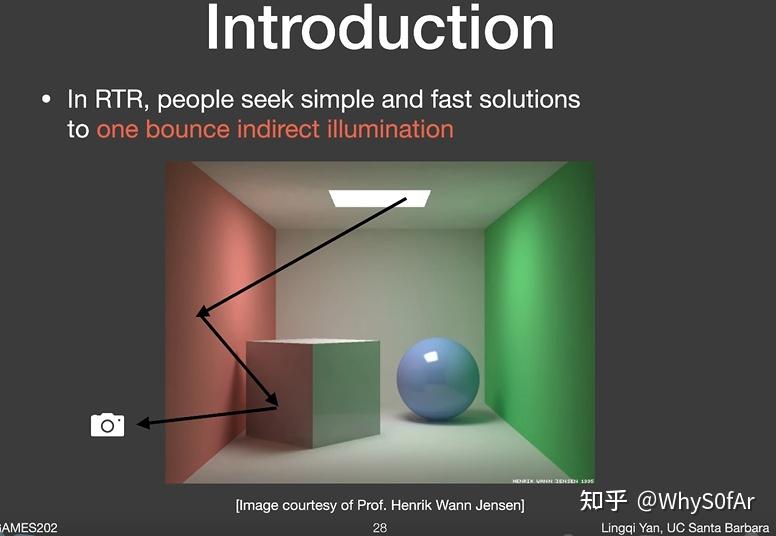 Introduction
• In RTR, people seek simple and fast solutions
to one bounce indirect illumination
HENRIK WANN JENSEN 1995
[Image courtesy of Prof. Henrik Wann Jensen]
知乎 @WhyS0fAr
GAMES202
28
Lingqi Yan, UC Santa Barbara